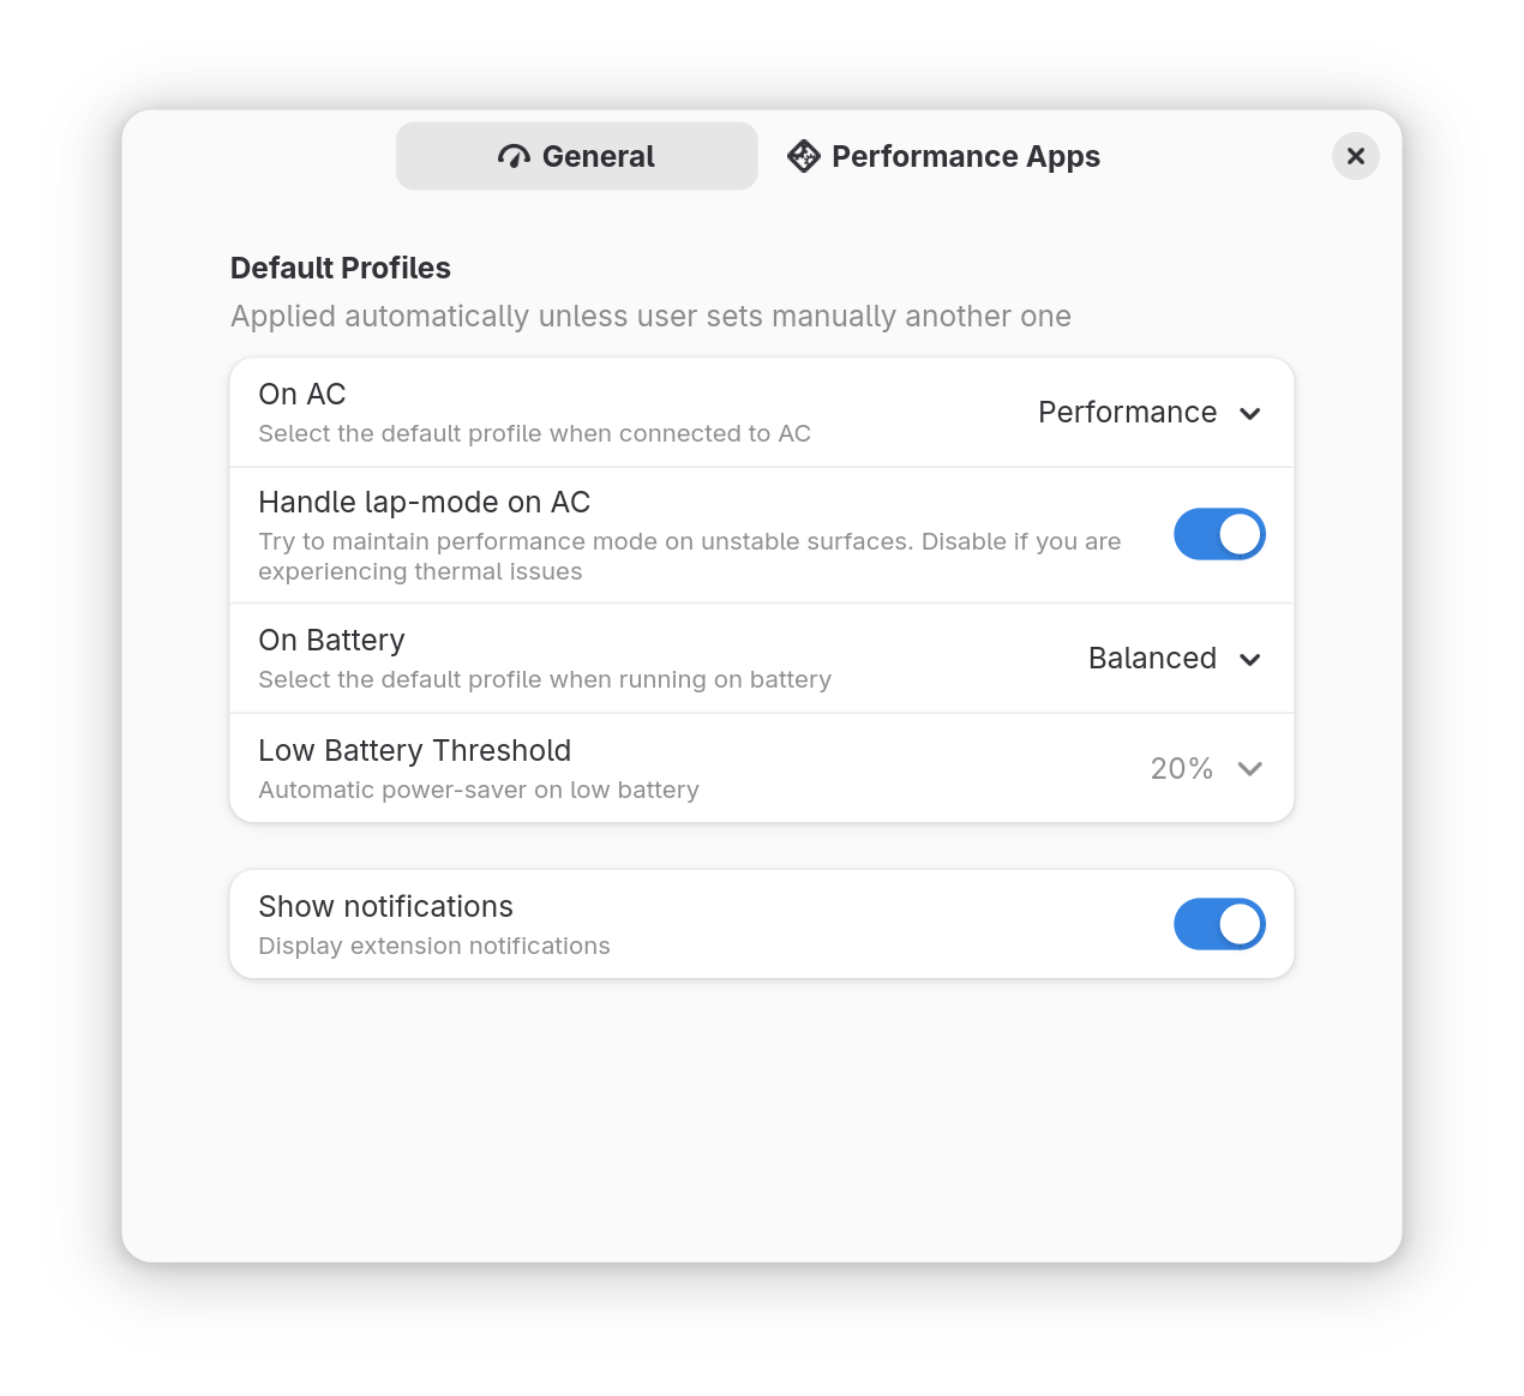 General
Performance Apps
Default Profiles
Applied automatically unless user sets manually another one
On AC
Select the default profile when connected to AC
Performance
Handle lap-mode on AC
Try to maintain performance mode on unstable surfaces. Disable if you are
experiencing thermal issues
On Battery
Select the default profile when running on battery
Balanced
Low Battery Threshold
Automatic power-saver on low battery
20%
Show notifications
Display extension notifications